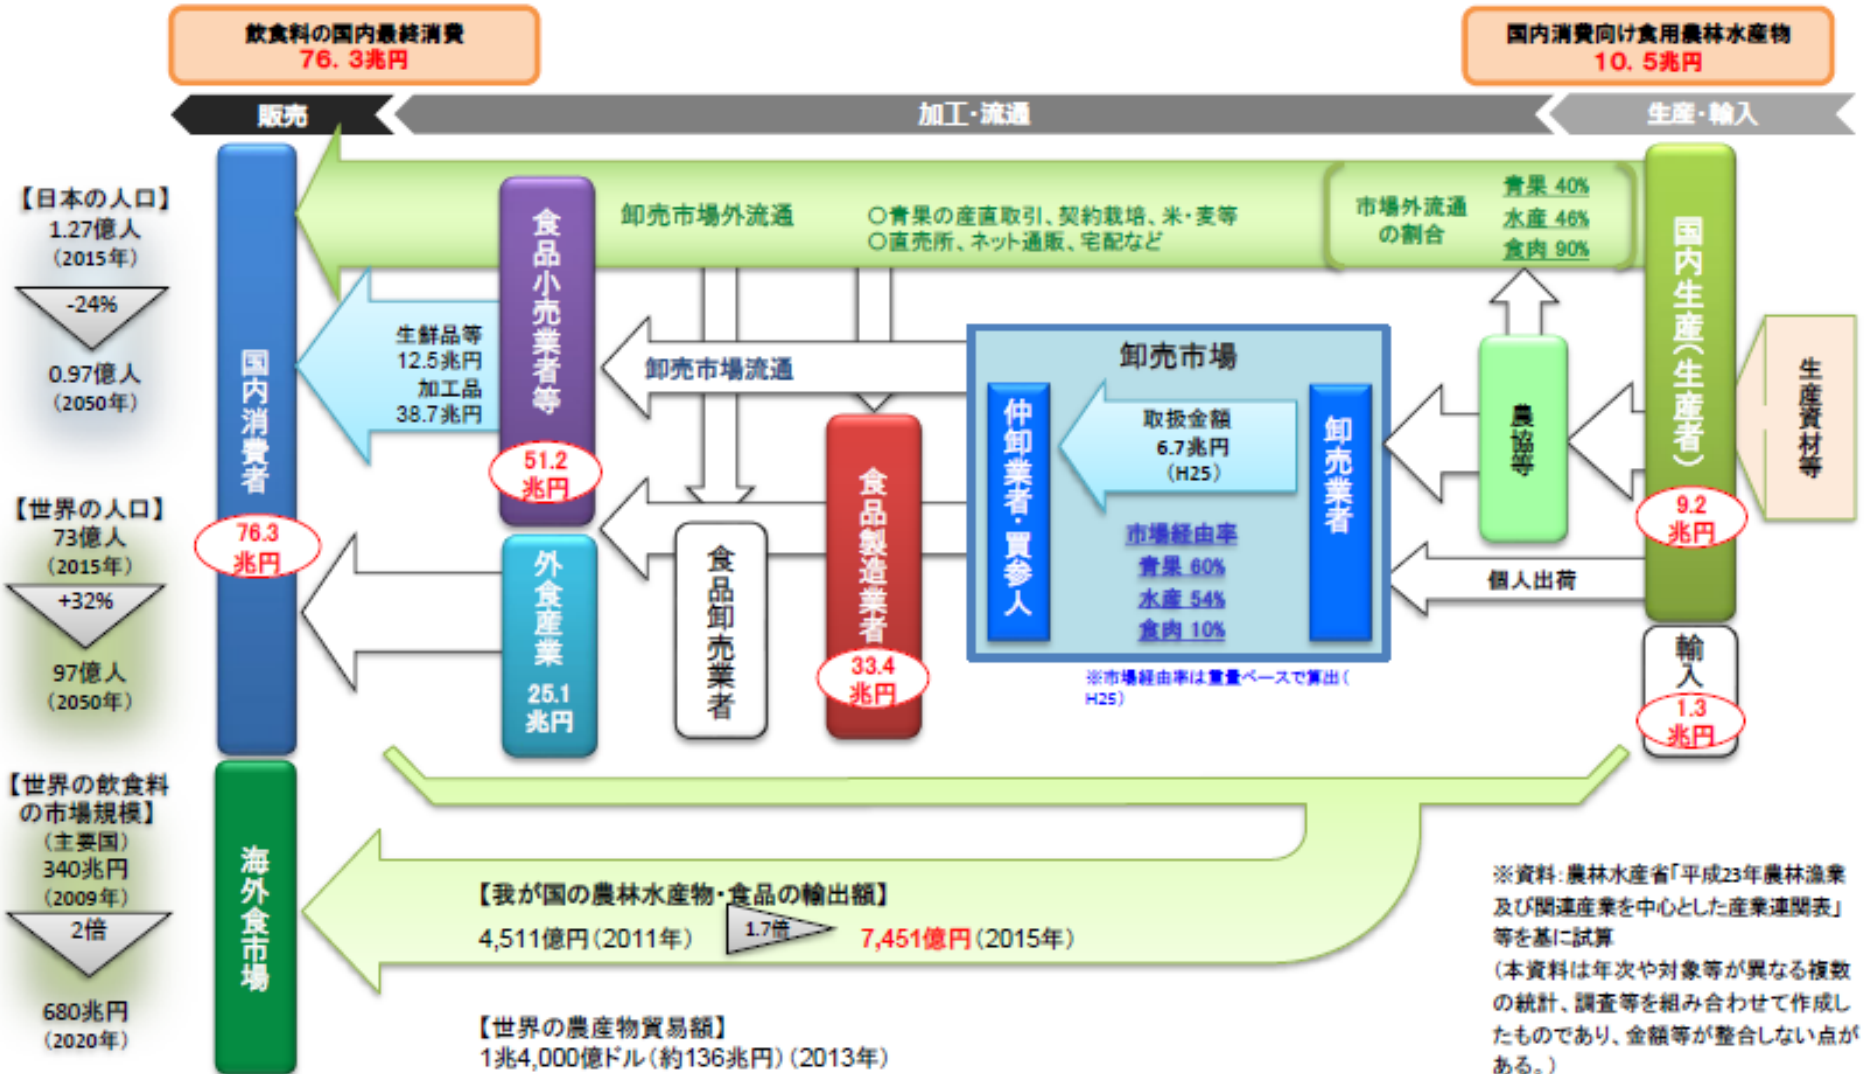 飲食料の国内最終消費
76.3兆円
国内消費向け食用農林水産物
10.5兆円
販売
加工・流通
生産・輸入
【日本の人口】
1.27億人
（2015年）
-24%
0.97億人
（2050年）
【世界の人口】
73億人
（2015年）
+32%
97億人
（2050年）
【世界の飲食料
の市場規模】
（主要国）
340兆円
（2009年）
2倍
680兆円
（2020年）
国内消費者
76.3
兆円
海外食市場
生鮮品等
12.5兆円
加工品
38.7兆円
食品小売業者等
51.2
兆円
外食産業
25.1
兆円
卸売市場外流通
○青果の産直取引、契約栽培、米・麦等
○直売所、ネット通販、宅配など
市場外流通
の割合
青果 40%
水産 46%
食肉 90%
卸売市場流通
食品卸売業者
食品製造業者
33.4
兆円
卸売市場
仲卸業者・買参人
取扱金額
6.7兆円
（H25）
市場経由率
青果 60%
水産 54%
食肉 10%
卸売業者
※市場経由率は重量ベースで算出（
H25）
農協等
個人出荷
国内生産（生産者）
9.2
兆円
輸入
1.3
兆円
生産資材等
【我が国の農林水産物・食品の輸出額】
4,511億円（2011年）
1.7倍
7,451億円（2015年）
【世界の農産物貿易額】
1兆4,000億ドル（約136兆円）（2013年）
※資料：農林水産省「平成23年農林漁業
及び関連産業を中心とした産業連関表」
等を基に試算
（本資料は年次や対象等が異なる複数
の統計、調査等を組み合わせて作成し
たものであり、金額等が整合しない点が
ある。）